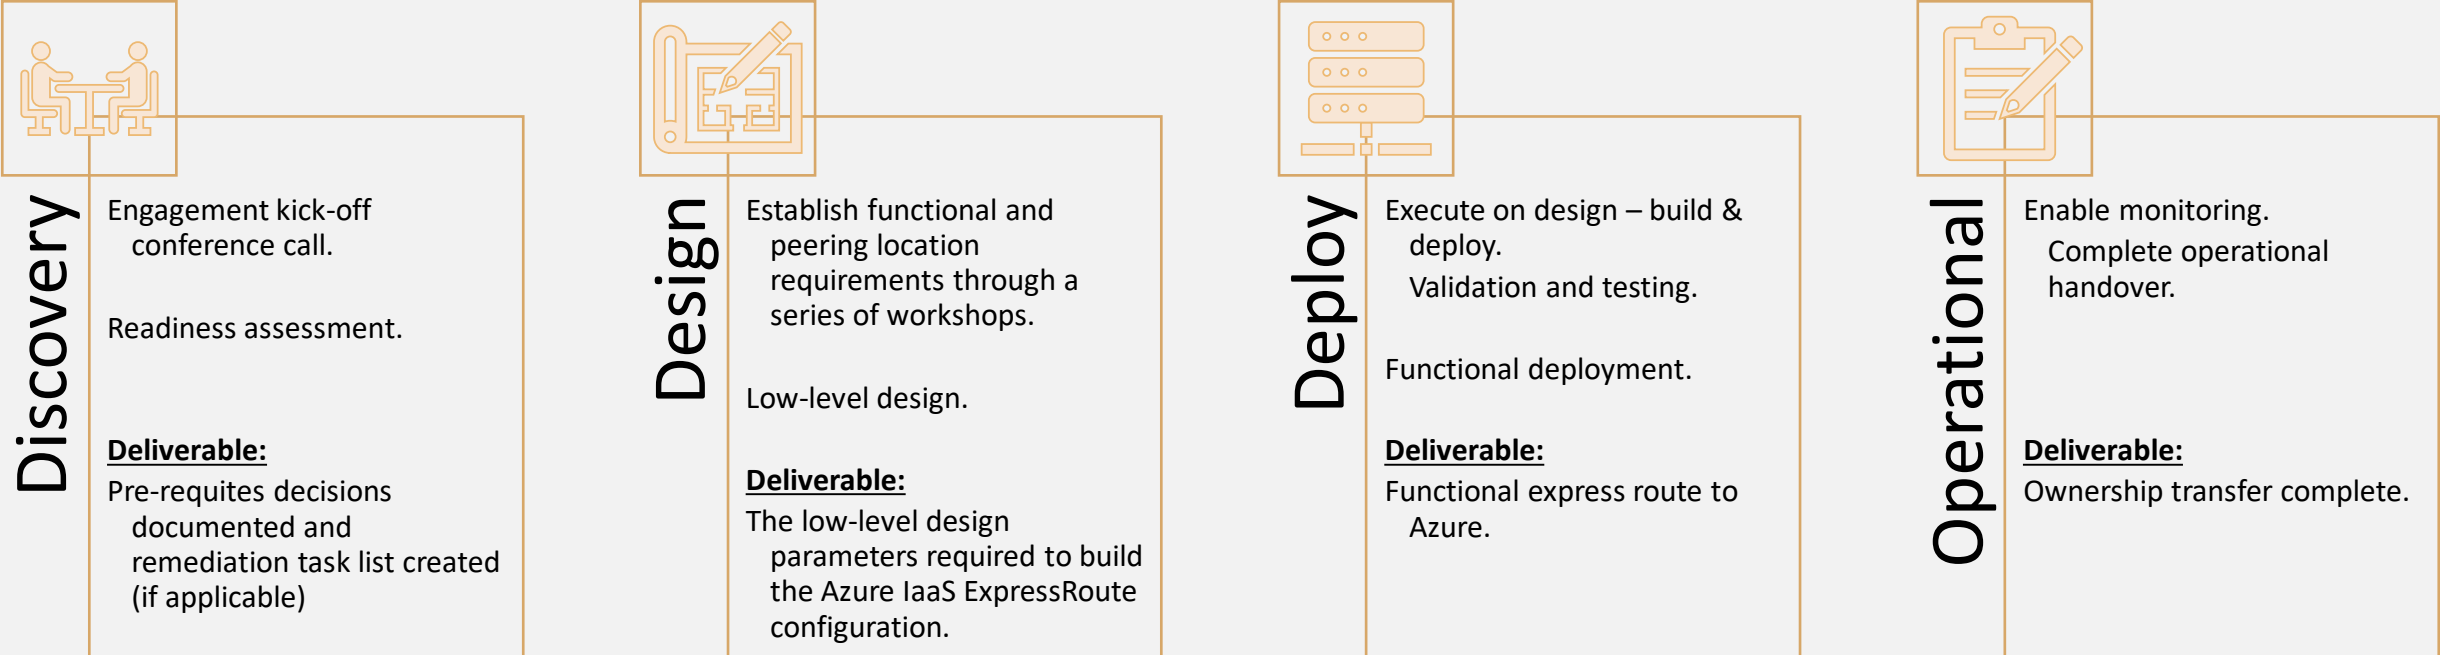 Discovery
Engagement kick-off
conference call.
Readiness assessment.
Deliverable:
Pre-requites decisions
documented and
remediation task list created
(if applicable)
Design
Establish functional and
peering location
requirements through a
series of workshops.
Low-level design.
Deliverable:
The low-level design
parameters required to build
the Azure IaaS ExpressRoute
configuration.
Deploy
Execute on design – build &
deploy.
Validation and testing.
Functional deployment.
Deliverable:
Functional express route to
Azure.
Operational
Enable monitoring.
Complete operational
handover.
Deliverable:
Ownership transfer complete.